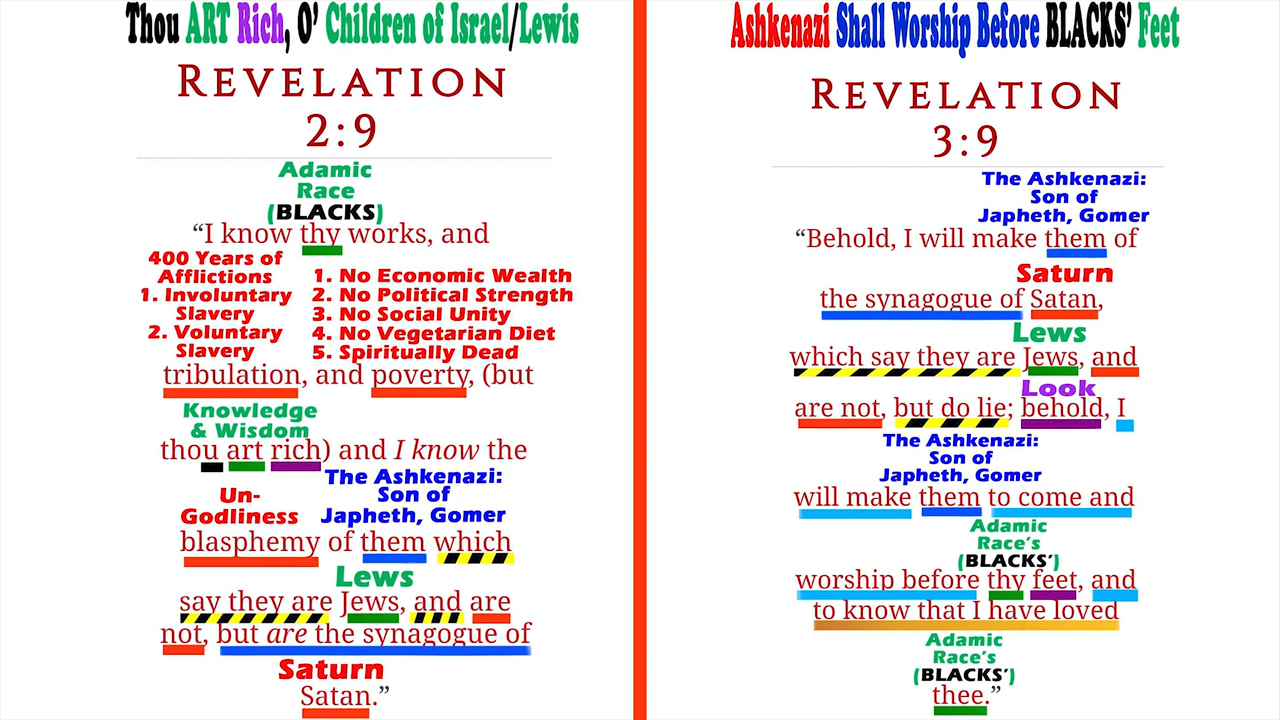 Thou ART Rich, O' Children of Israel/Lewis
REVELATION
2:9
Adamic
Race
(BLACKS)
“I know thy works, and
400 Years of
Afflictions
1. Involuntary
Slavery
2. Voluntary
Slavery
1. No Economic Wealth
2. No Political Strength
3. No Social Unity
4. No Vegetarian Diet
5. Spiritually Dead
tribulation, and poverty, (but
Knowledge
& Wisdom
thou art rich) and I know the
Un-
Godliness
The Ashkenazi:
Son of
Japheth, Gomer
blasphemy of them which
Lews
say they are Jews, and are
not, but are the synagogue of
Saturn
Satan.”
Ashkenazi Shall Worship Before BLACKS' Feet
REVELATION
3:9
The Ashkenazi:
Son of
Japheth, Gomer
“Behold, I will make them of
Saturn
the synagogue of Satan,
Lews
which say they are Jews, and
Look
are not, but do lie; behold, I
The Ashkenazi:
Son of
Japheth, Gomer
will make them to come and
Adamic
Race's
(BLACKS')
worship before thy feet, and
to know that I have loved
Adamic
Race's
(BLACKS')
thee.”